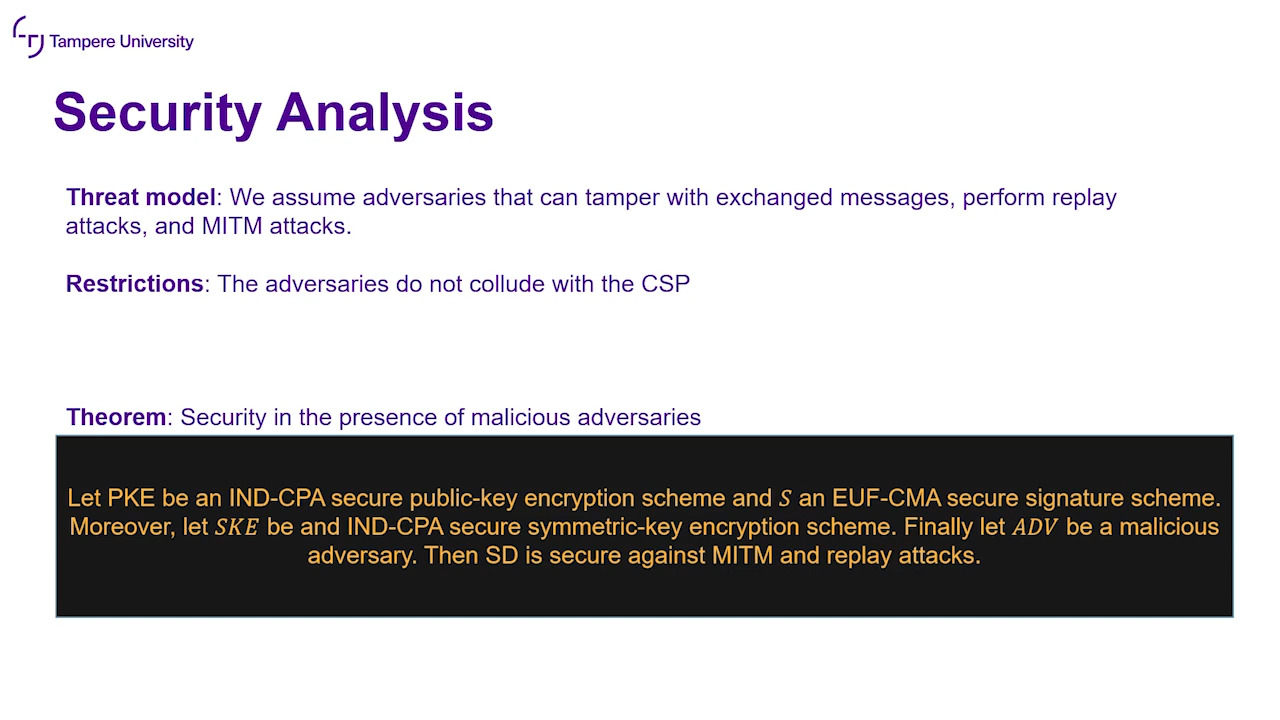 Tampere University
Security Analysis
Threat model: We assume adversaries that can tamper with exchanged messages, perform replay
attacks, and MITM attacks.
Restrictions: The adversaries do not collude with the CSP
Theorem: Security in the presence of malicious adversaries
Let PKE be an IND-CPA secure public-key encryption scheme and S an EUF-CMA secure signature scheme.
Moreover, let SKE be and IND-CPA secure symmetric-key encryption scheme. Finally let ADV be a malicious
adversary. Then SD is secure against MITM and replay attacks.